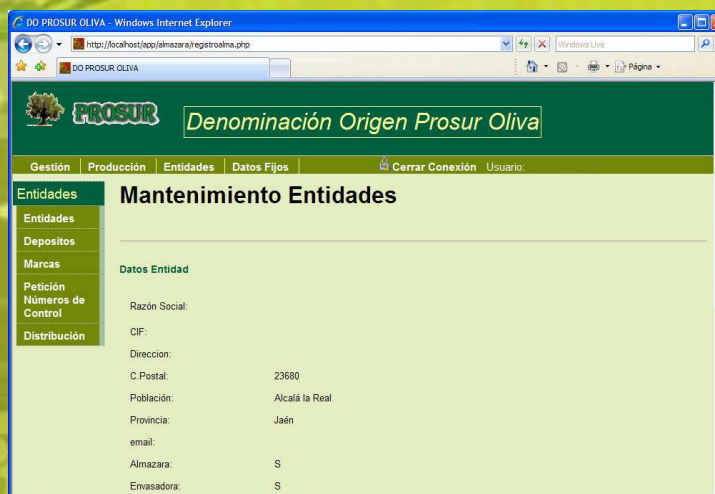 DO PROSUR OLIVA - Windows Internet Explorer
http://localhost/app/almazara/registroalma.php
Windows Live
DO PROSUR OLIVA
Página
PROSUR
Denominación Origen Prosur Oliva
Gestión Producción Entidades Datos Fijos Cerrar Conexión Usuario:
Entidades
Mantenimiento Entidades
Entidades
Depositos
Marcas
Petición
Números de
Control
Distribución
Datos Entidad
Razón Social:
CIF:
Direccion:
C.Postal: 23680
Población: Alcalá la Real
Provincia: Jaén
email:
Almazara: S
Envasadora: S